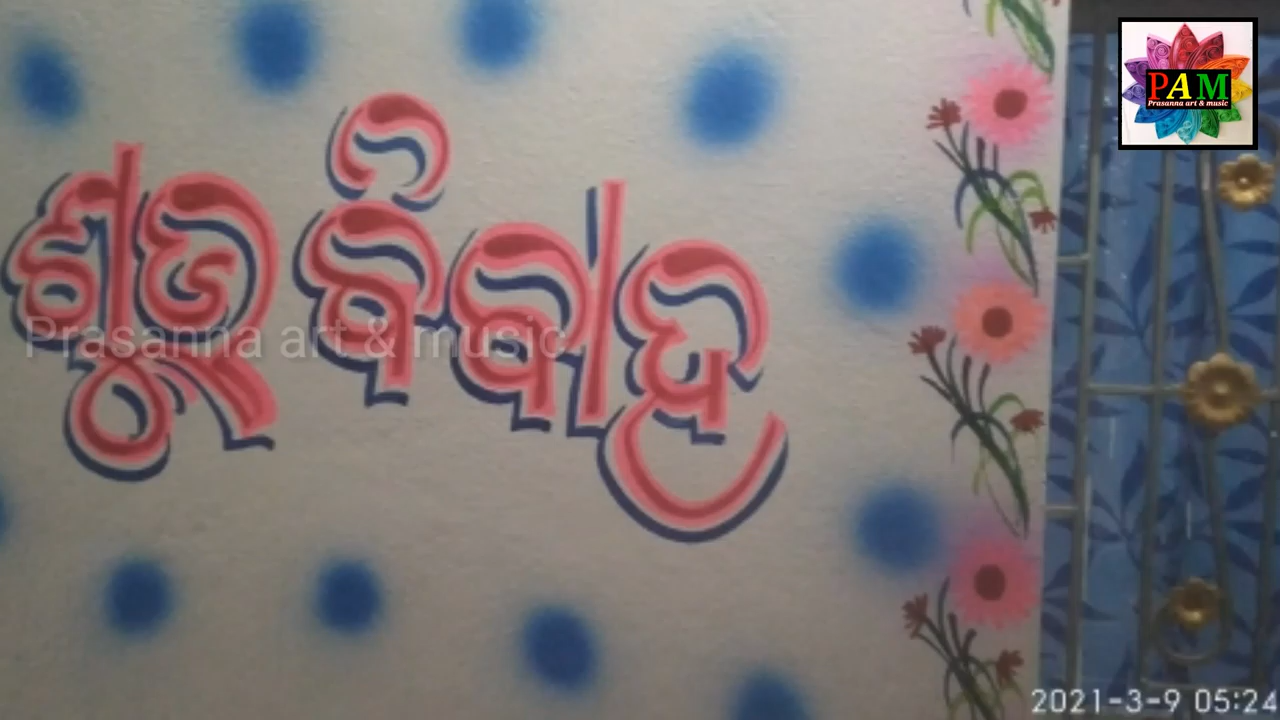 ଶୁଭ ବିବାହ
PAM
Prasanna art & music
Prasanna art & music
2021-3-9 05:24